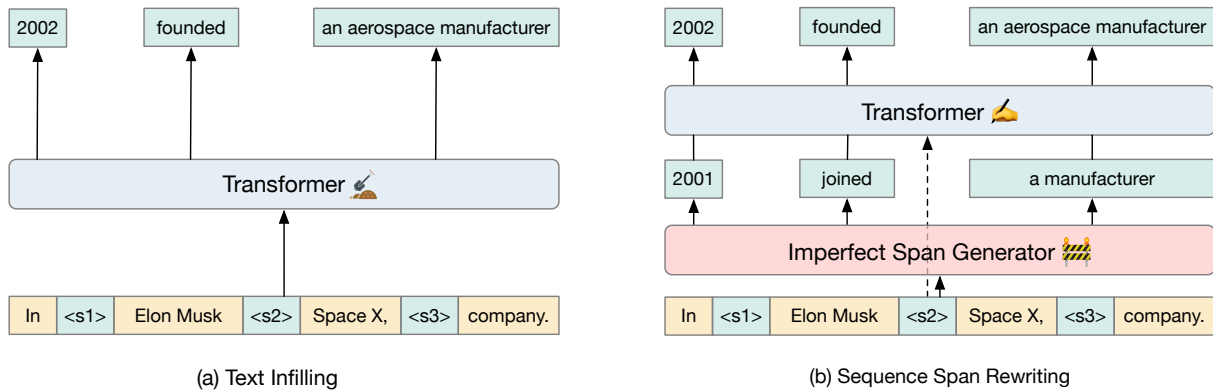 2002 founded an aerospace manufacturer
Transformer
In <s1> Elon Musk <s2> Space X, <s3> company.
(a) Text Infilling
2002 founded an aerospace manufacturer
Transformer
2001 joined a manufacturer
Imperfect Span Generator
In <s1> Elon Musk <s2> Space X, <s3> company.
(b) Sequence Span Rewriting